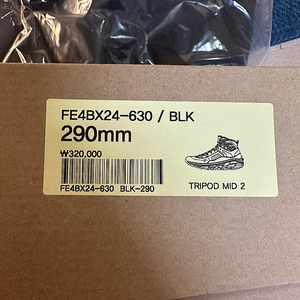 FE4BX24-630 / BLK
290mm
₩320,000
FE4BX24-630 BLK-290
TRIPOD MID 2